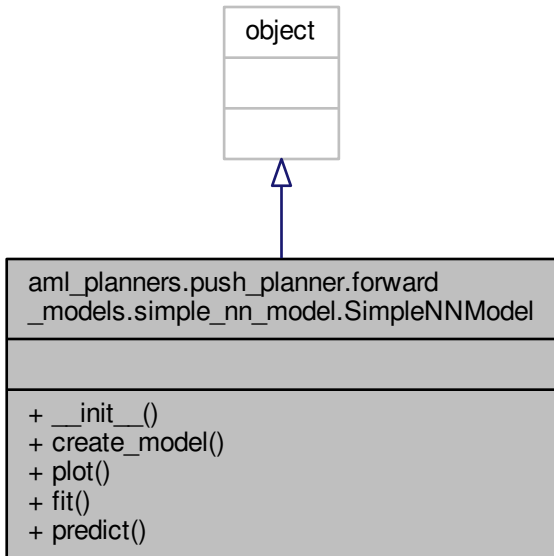 object
aml_planners.push_planner.forward
_models.simple_nn_model.SimpleNNModel
+ __init__()
+ create_model()
+ plot()
+ fit()
+ predict()